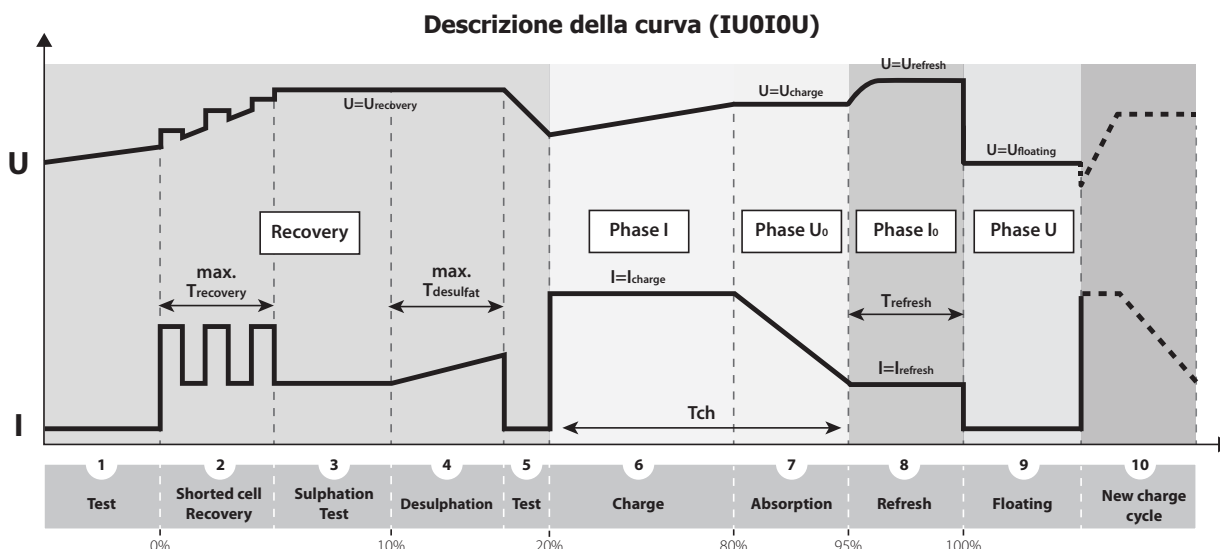 Descrizione della curva (IU0I0U)
U=Urecovery
U=Ucharge
U=Urefresh
U=Ufloating
U
Recovery
Phase I
Phase U0
Phase I0
Phase U
max.
Trecovery
max.
Tdesulfat
I=Icharge
Trefresh
I=Irefresh
Tch
I
1
2
3
4
5
6
7
8
9
10
Test
Shorted cell
Recovery
Sulphation
Test
Desulphation
Test
Charge
Absorption
Refresh
Floating
New charge
cycle
0%
10%
20%
80%
95%
100%